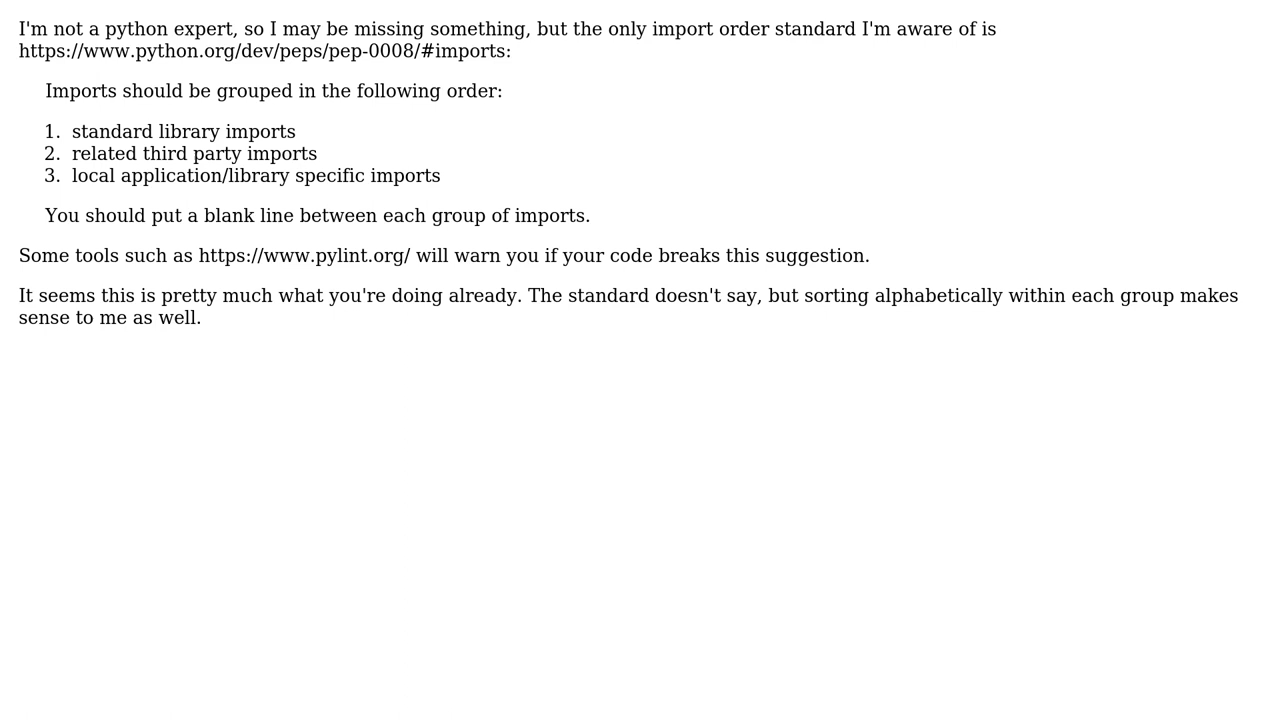 I'm not a python expert, so I may be missing something, but the only import order standard I'm aware of is
https://www.python.org/dev/peps/pep-0008/#imports:
Imports should be grouped in the following order:
1. standard library imports
2. related third party imports
3. local application/library specific imports
You should put a blank line between each group of imports.
Some tools such as https://www.pylint.org/ will warn you if your code breaks this suggestion.
It seems this is pretty much what you're doing already. The standard doesn't say, but sorting alphabetically within each group makes
sense to me as well.